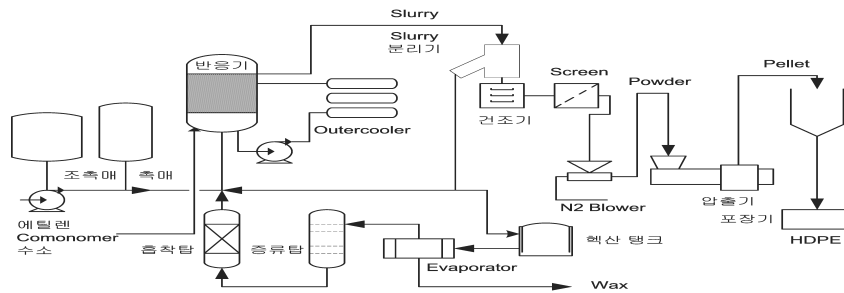 Slurry
Slurry
분리기
반응기
Screen
Powder
Pellet
Outercooler
건조기
조촉매
촉매
N2 Blower
압출기
포장기
HDPE
에틸렌
Comonomer
수소
흡착탑
증류탑
Evaporator
헥산 탱크
Wax